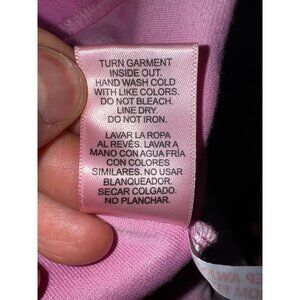 TURN GARMENT
INSIDE OUT.
HAND WASH COLD
WITH LIKE COLORS.
DO NOT BLEACH.
LINE DRY.
DO NOT IRON.
LAVAR LA ROPA
AL REVÉS. LAVAR A
MANO CON AGUA FRÍA
CON COLORES
SIMILARES. NO USAR
BLANQUEADOR.
SECAR COLGADO.
NO PLANCHAR.